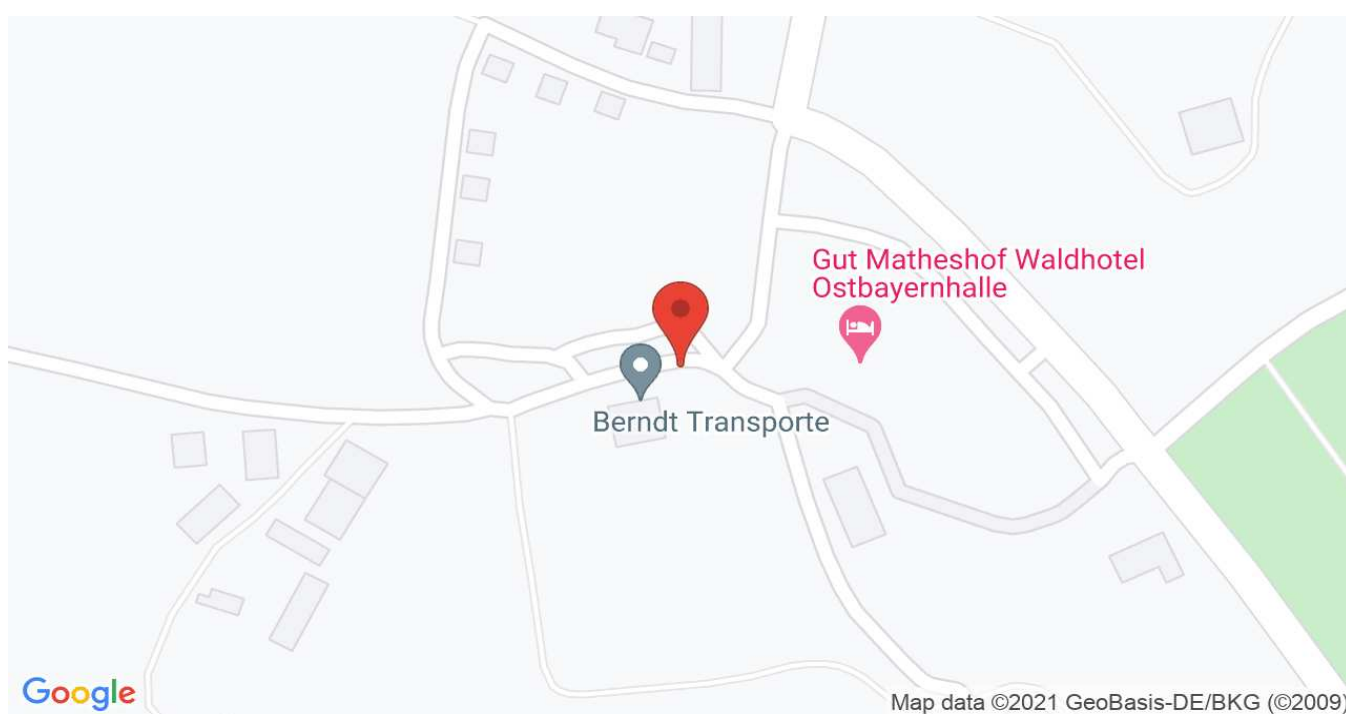 Gut Matheshof Waldhotel
Ostbayernhalle
Berndt Transporte
Google
Map data ©2021 GeoBasis-DE/BKG (©2009)